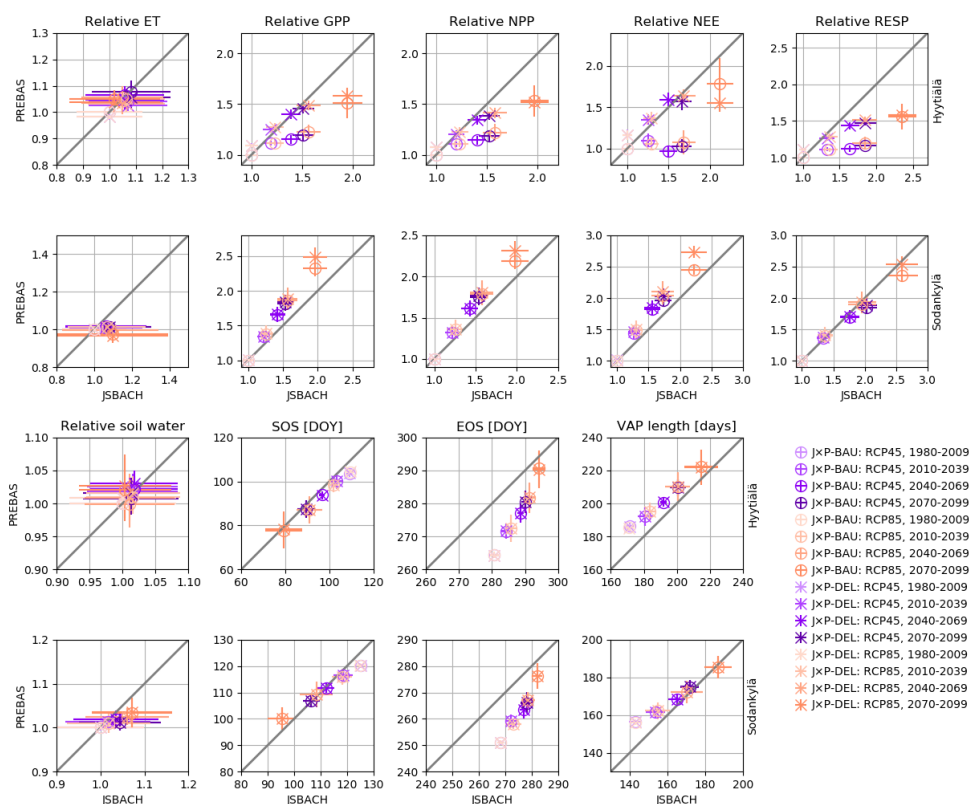 Relative ET Relative GPP Relative NPP Relative NEE Relative RESP
PREBAS
1.3 1.2 1.1 1.0 0.9 0.8
0.8 0.9 1.0 1.1 1.2 1.3
2.0 1.5 1.0
1.0 1.5 2.0
2.0 1.5 1.0
1.0 1.5 2.0
2.0 1.5 1.0
1.0 1.5 2.0
2.5 2.0 1.5 1.0
1.0 1.5 2.0 2.5
Hyytiälä
PREBAS
1.4 1.2 1.0 0.8
0.8 1.0 1.2 1.4
2.5 2.0 1.5 1.0
1.0 1.5 2.0 2.5
2.5 2.0 1.5 1.0
1.0 1.5 2.0 2.5
3.0 2.5 2.0 1.5 1.0
1.0 1.5 2.0 2.5 3.0
3.0 2.5 2.0 1.5 1.0
1.0 1.5 2.0 2.5 3.0
Sodankylä
JSBACH JSBACH JSBACH JSBACH JSBACH
Relative soil water SOS [DOY] EOS [DOY] VAP length [days]
PREBAS
1.10 1.05 1.00 0.95 0.90
0.90 0.95 1.00 1.05 1.10
120 100 80 60
60 80 100 120
300 290 280 270 260
260 270 280 290 300
240 220 200 180 160
160 180 200 220 240
Hyytiälä
PREBAS
1.2 1.1 1.0 0.9
0.9 1.0 1.1 1.2
130 120 110 100 90 80
80 90 100 110 120 130
290 280 270 260 250 240
240 250 260 270 280 290
200 180 160 140
140 160 180 200
Sodankylä
JSBACH JSBACH JSBACH JSBACH
J×P-BAU: RCP45, 1980-2009
J×P-BAU: RCP45, 2010-2039
J×P-BAU: RCP45, 2040-2069
J×P-BAU: RCP45, 2070-2099
J×P-BAU: RCP85, 1980-2009
J×P-BAU: RCP85, 2010-2039
J×P-BAU: RCP85, 2040-2069
J×P-BAU: RCP85, 2070-2099
J×P-DEL: RCP45, 1980-2009
J×P-DEL: RCP45, 2010-2039
J×P-DEL: RCP45, 2040-2069
J×P-DEL: RCP45, 2070-2099
J×P-DEL: RCP85, 1980-2009
J×P-DEL: RCP85, 2010-2039
J×P-DEL: RCP85, 2040-2069
J×P-DEL: RCP85, 2070-2099